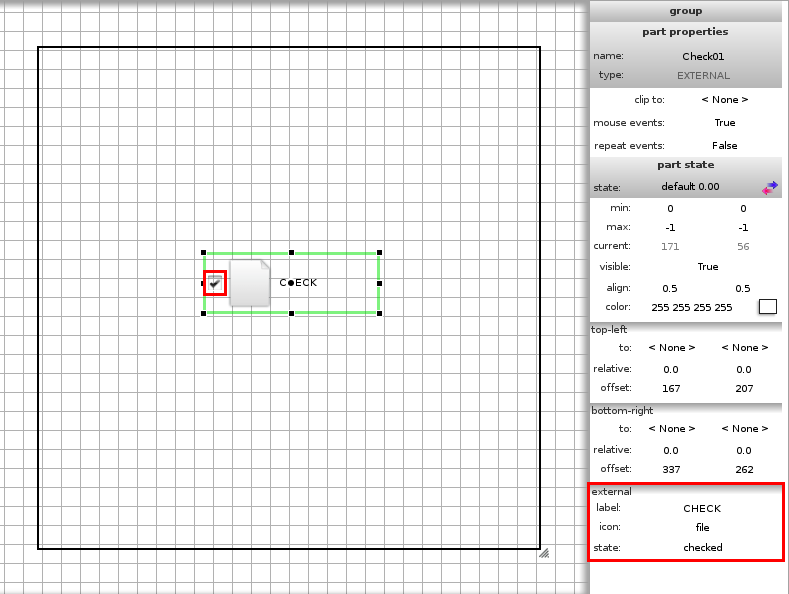 group
part properties
name: Check01
type: EXTERNAL
clip to: < None >
mouse events: True
repeat events: False
part state
state: default 0.00
min: 0 0
max: -1 -1
current: 171 56
visible: True
align: 0.5 0.5
color: 255 255 255 255
top-left
to: < None > < None >
relative: 0.0 0.0
offset: 167 207
bottom-right
to: < None > < None >
relative: 0.0 0.0
offset: 337 262
external
label: CHECK
icon: file
state: checked
CHECK